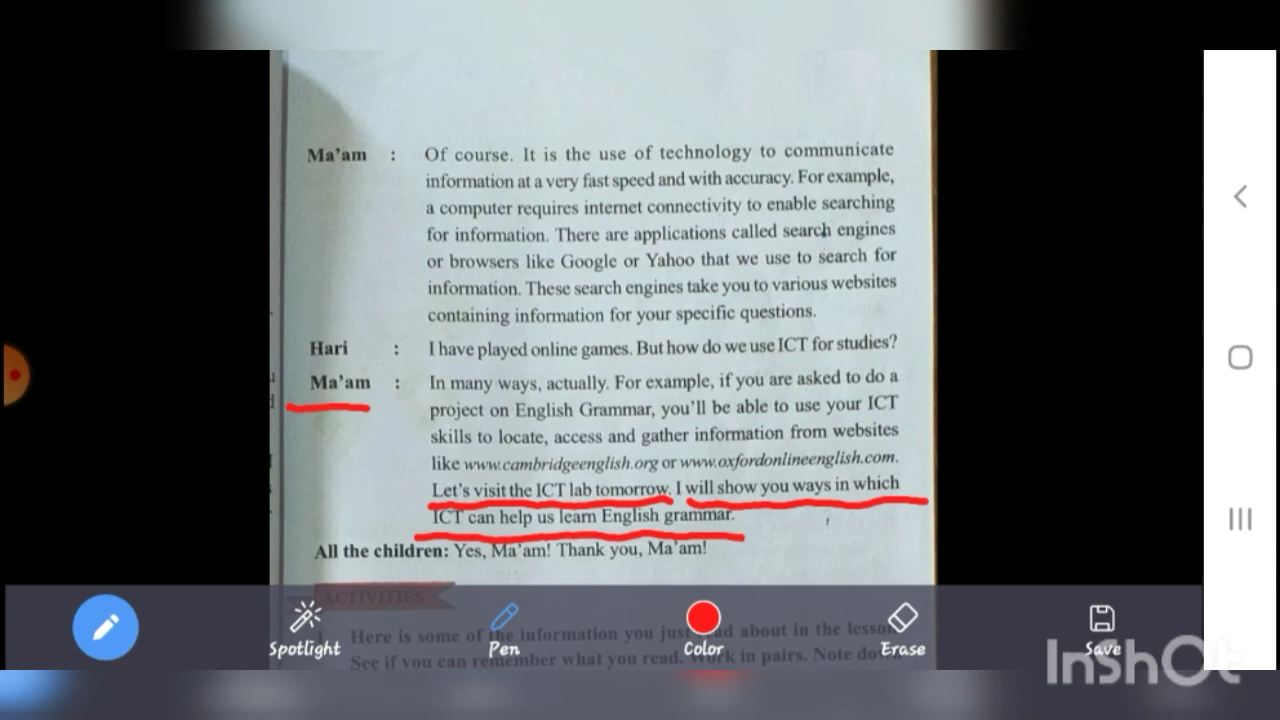 Ma'am : Of course. It is the use of technology to communicate
information at a very fast speed and with accuracy. For example,
a computer requires internet connectivity to enable searching
for information. There are applications called search engines
or browsers like Google or Yahoo that we use to search for
information. These search engines take you to various websites
containing information for your specific questions.
Hari : I have played online games. But how do we use ICT for studies?
Ma'am : In many ways, actually. For example, if you are asked to do a
project on English Grammar, you'll be able to use your ICT
skills to locate, access and gather information from websites
like www.cambridgeenglish.org or www.oxfordonlineenglish.com.
Let's visit the ICT lab tomorrow. I will show you ways in which
ICT can help us learn English grammar.
All the children: Yes, Ma'am! Thank you, Ma'am!
ACTIVITIES
Here is some of the information you just read about in the lesson
See if you can remember what you read. Work in pairs. Note down
Spotlight
Pen
Color
Erase
Save
InShOt